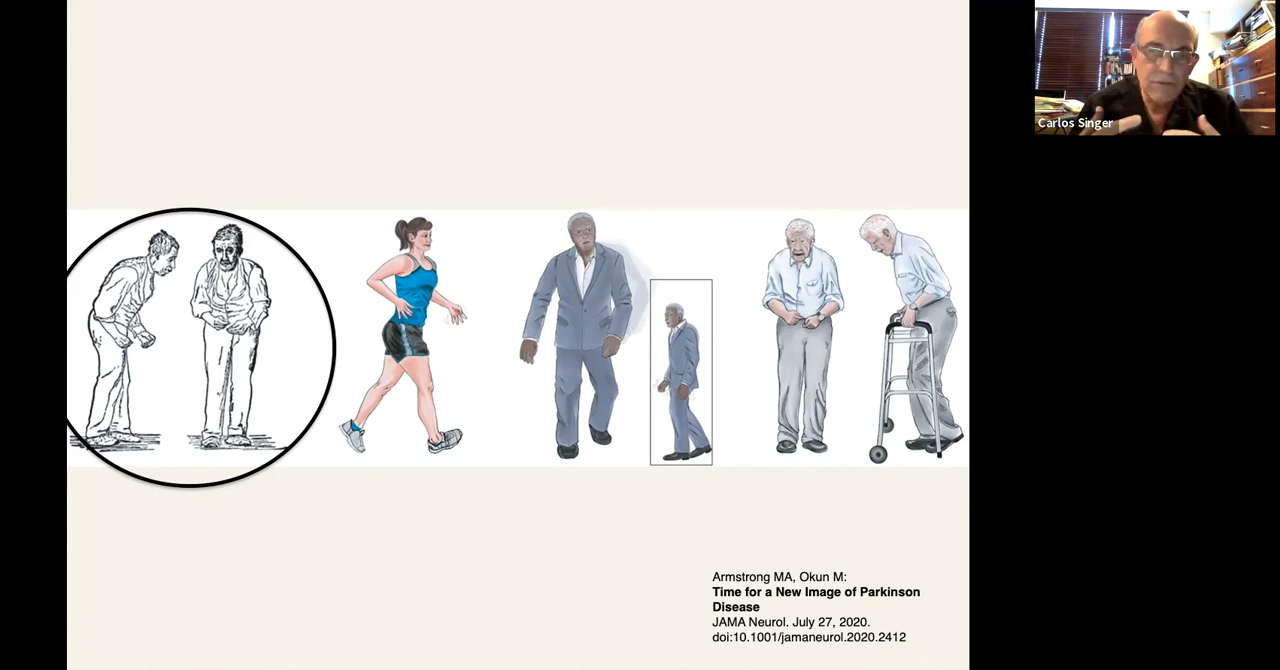 Carlos Singer
Armstrong MA, Okun M:
Time for a New Image of Parkinson
Disease
JAMA Neurol. July 27, 2020.
doi:10.1001/jamaneurol.2020.2412